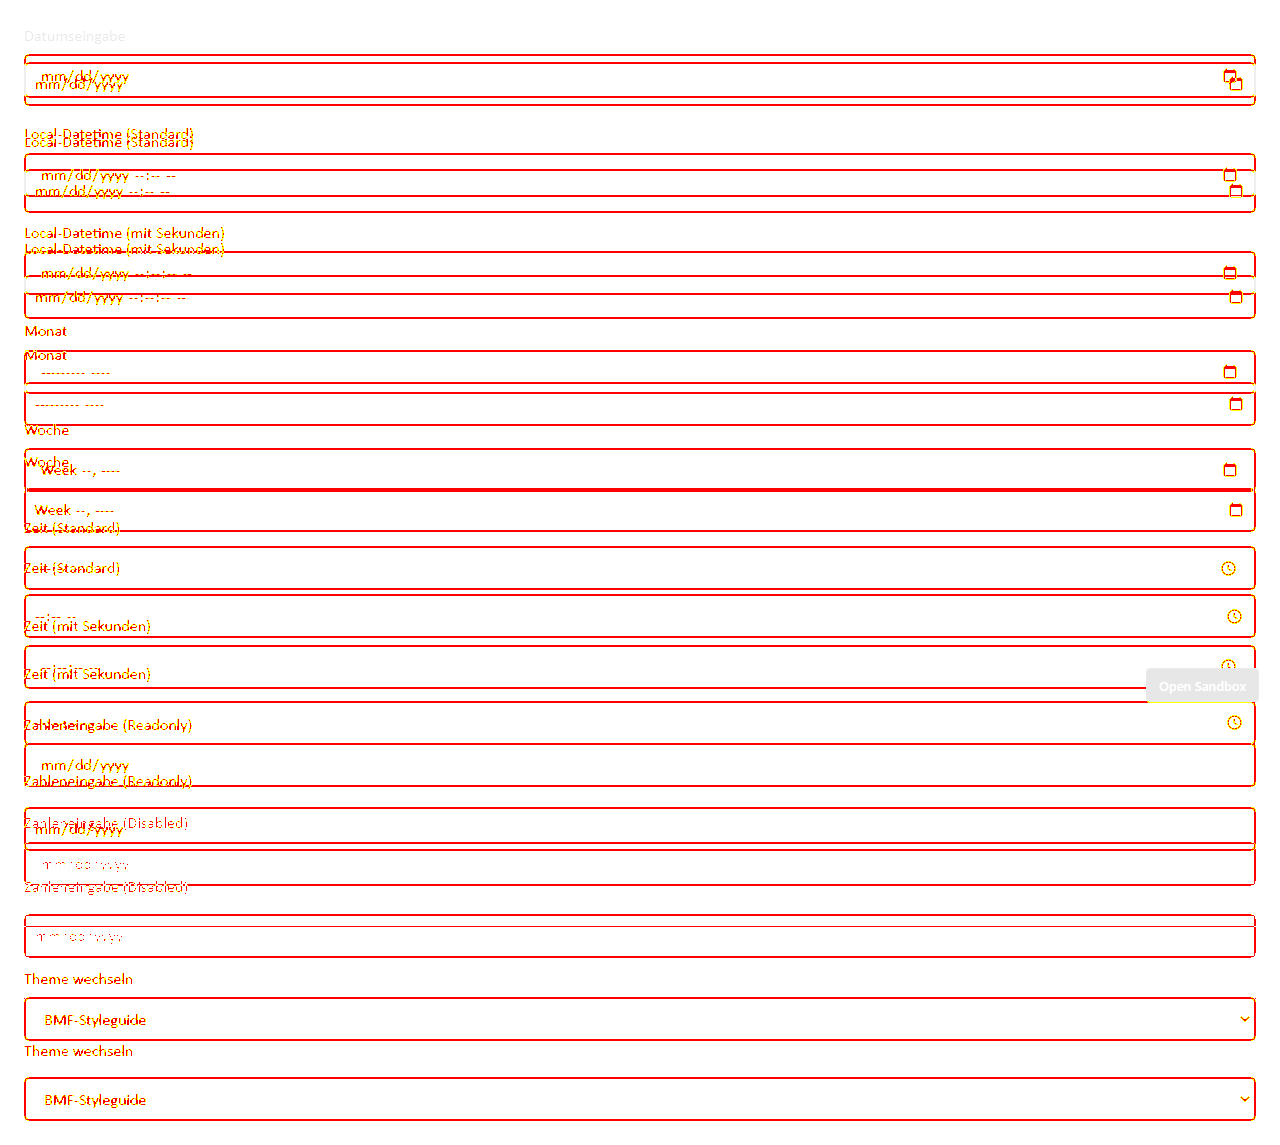 Datumseingabe
mm/dd/yyyy
mm/dd/yyyy
Local-Datetime (Standard)
Local-Datetime (Standard)
mm/dd/yyyy --:-- --
mm/dd/yyyy --:-- --
Local-Datetime (mit Sekunden)
Local-Datetime (mit Sekunden)
mm/dd/yyyy --:--:-- --
mm/dd/yyyy --:--:-- --
Monat
Monat
--------- ----
--------- ----
Woche
Woche
Week --, ----
Week --, ----
Zeit (Standard)
Zeit (Standard)
--:-- --
Zeit (mit Sekunden)
Zeit (mit Sekunden)
Open Sandbox
Zahleneingabe (Readonly)
mm/dd/yyyy
Zahleneingabe (Readonly)
Zahleneingabe (Disabled)
mm/dd/yyyy
mm/dd/yyyy
Zahleneingabe (Disabled)
mm/dd/yyyy
Theme wechseln
BMF-Styleguide
Theme wechseln
BMF-Styleguide